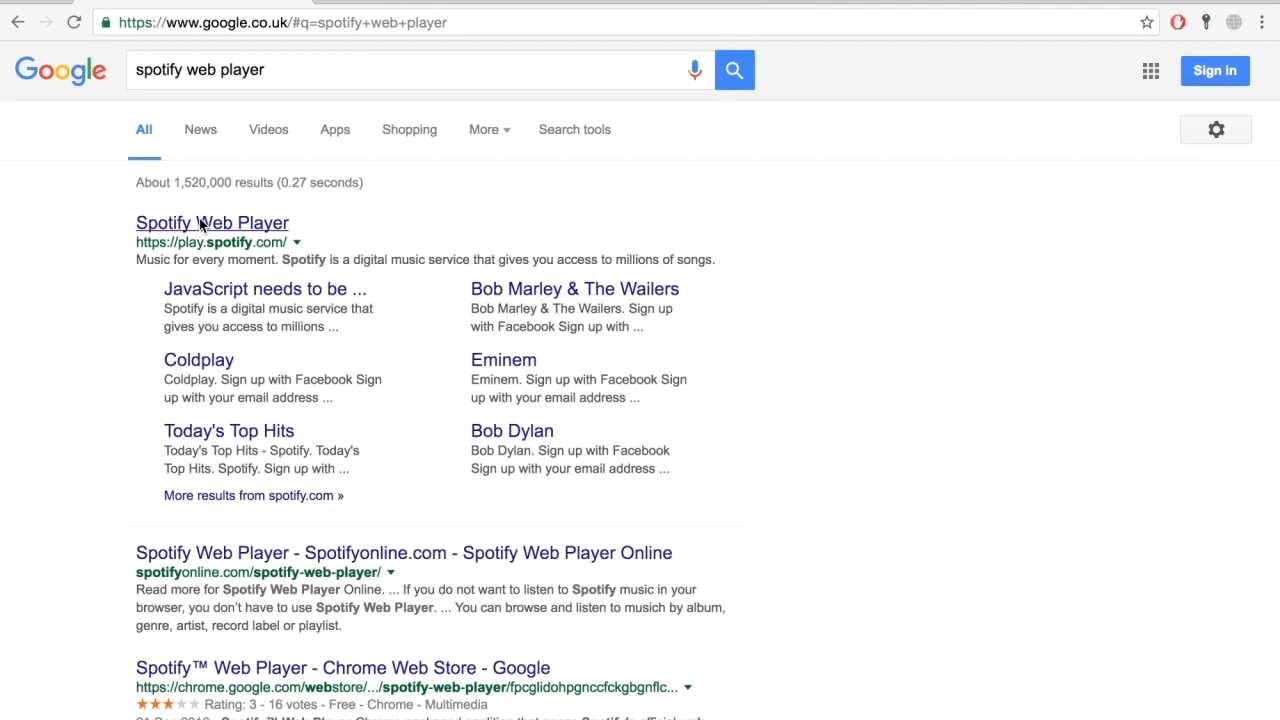 https://www.google.co.uk/#q=spotify+web+player
Google
spotify web player
Sign in
All
News
Videos
Apps
Shopping
More
Search tools
About 1,520,000 results (0.27 seconds)
Spotify Web Player
https://play.spotify.com/
Music for every moment. Spotify is a digital music service that gives you access to millions of songs.
JavaScript needs to be ...
Spotify is a digital music service that
gives you access to millions ...
Bob Marley & The Wailers
Bob Marley & The Wailers. Sign up
with Facebook Sign up with ...
Coldplay
Coldplay. Sign up with Facebook Sign
up with your email address ...
Eminem
Eminem. Sign up with Facebook Sign
up with your email address ...
Today's Top Hits
Today's Top Hits - Spotify. Today's
Top Hits. Spotify. Sign up with ...
Bob Dylan
Bob Dylan. Sign up with Facebook
Sign up with your email address ...
More results from spotify.com »
Spotify Web Player - Spotifyonline.com - Spotify Web Player Online
spotifyonline.com/spotify-web-player/
Read more for Spotify Web Player Online. ... If you do not want to listen to Spotify music in your
browser, you don't have to use Spotify Web Player. ... You can browse and listen to musich by album,
genre, artist, record label or playlist.
Spotify™ Web Player - Chrome Web Store - Google
https://chrome.google.com/webstore/.../spotify-web-player/fpcglidohpgnccfckgbgnflc...
Rating: 3 - 16 votes - Free - Chrome - Multimedia